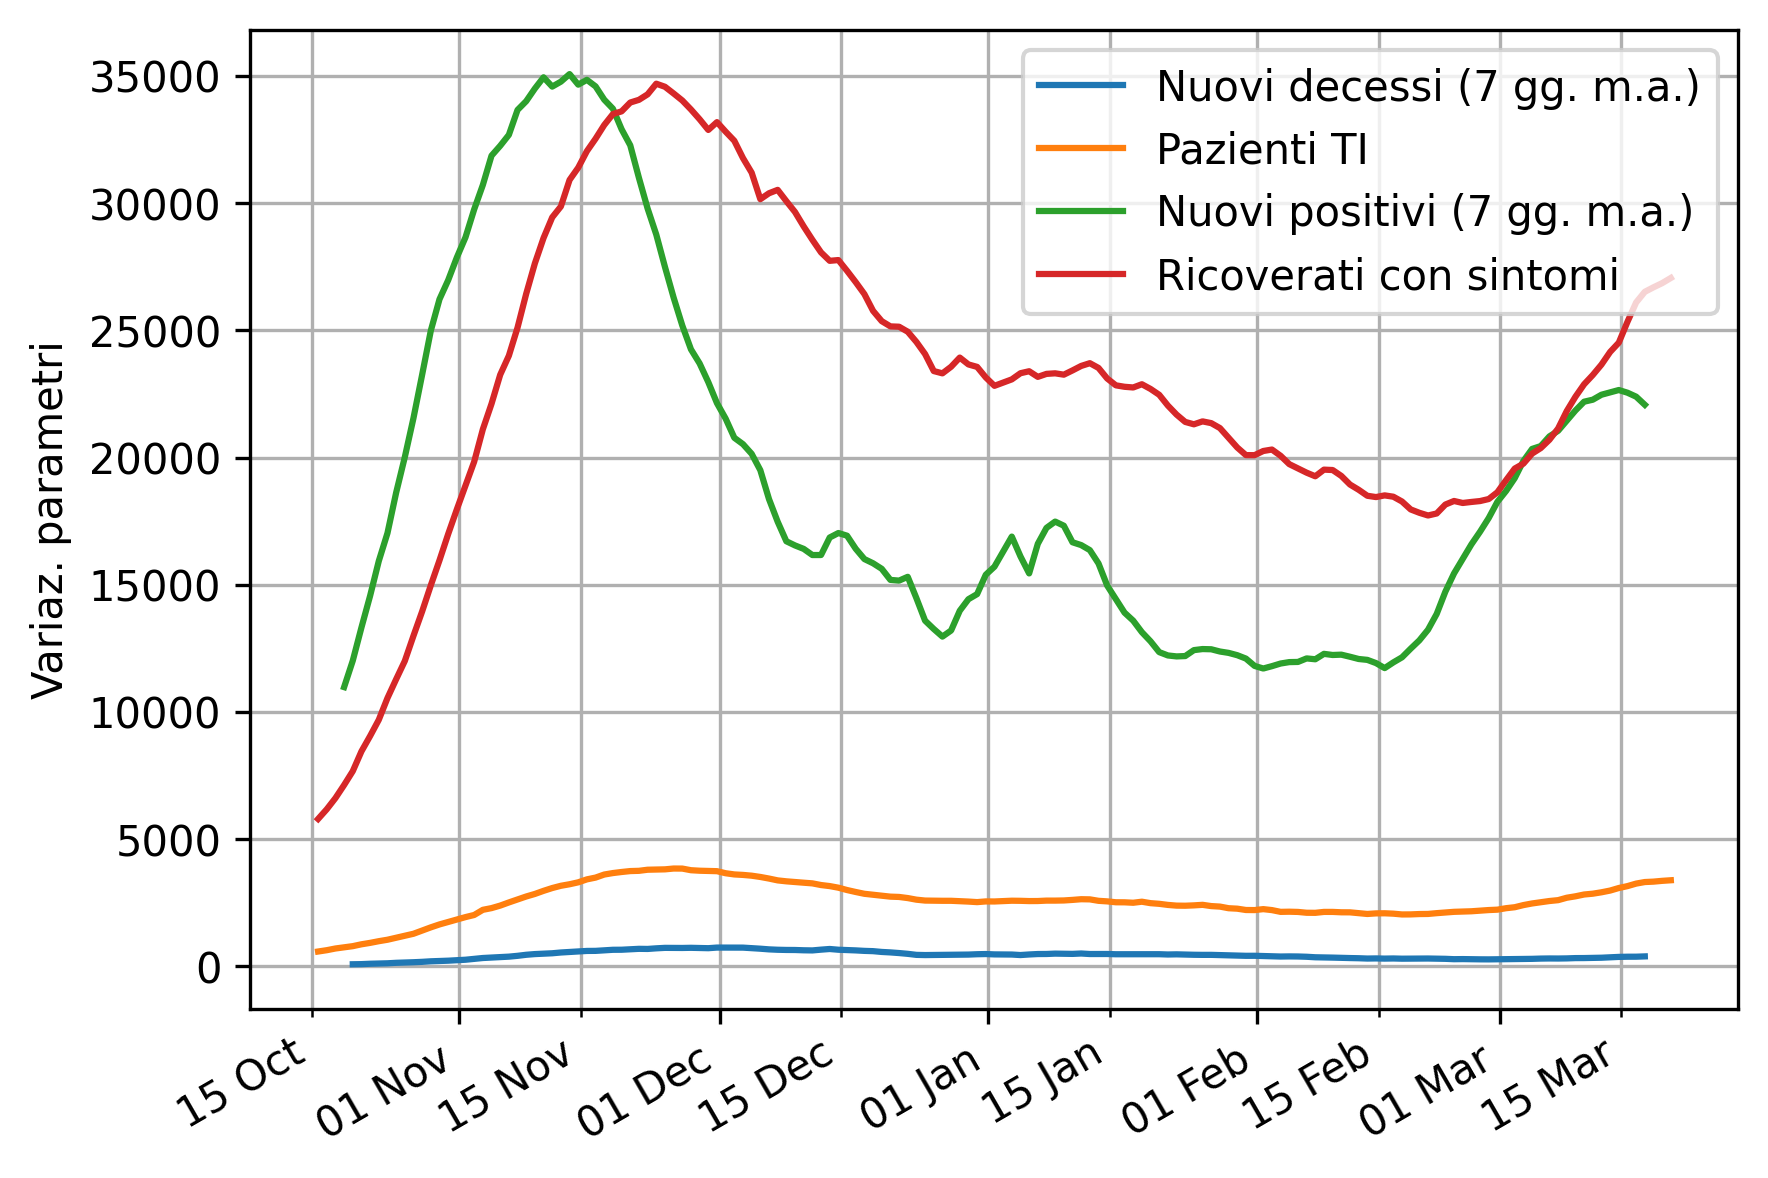 Variaz. parametri
35000
30000
25000
20000
15000
10000
5000
0
Nuovi decessi (7 gg. m.a.)
Pazienti TI
Nuovi positivi (7 gg. m.a.)
Ricoverati con sintomi
15 Oct
01 Nov
15 Nov
01 Dec
15 Dec
01 Jan
15 Jan
01 Feb
15 Feb
01 Mar
15 Mar